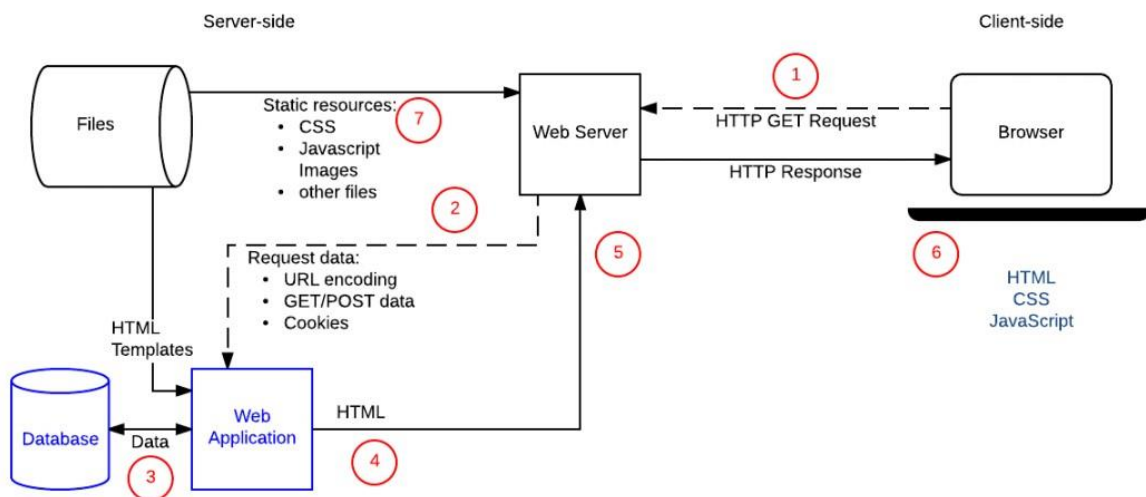 Server-side
Client-side
1
Files
Static resources:
• CSS
• Javascript
Images
• other files
7
Web Server
HTTP GET Request
HTTP Response
Browser
2
5
6
Request data:
• URL encoding
• GET/POST data
• Cookies
HTML
CSS
JavaScript
HTML
Templates
Database
Data
3
Web
Application
HTML
4